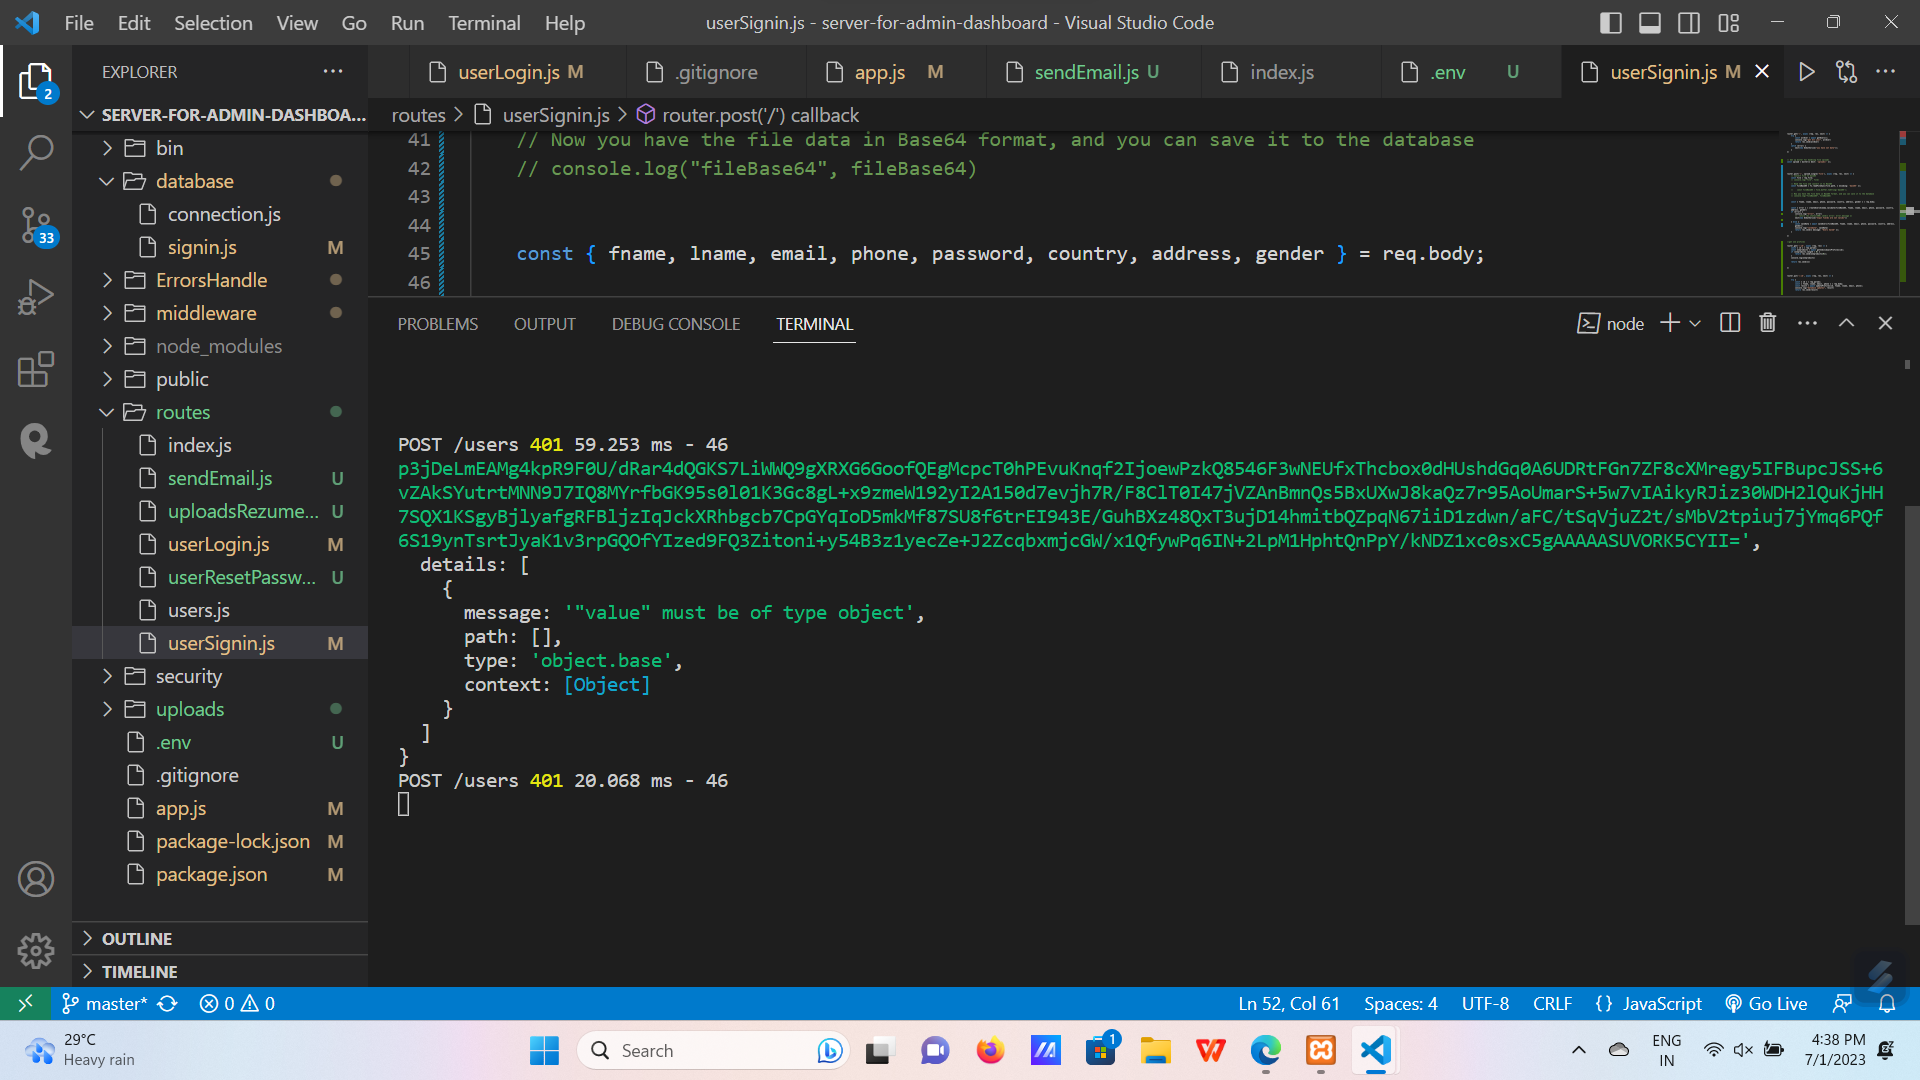 File Edit Selection View Go Run Terminal Help
userSignin.js - server-for-admin-dashboard - Visual Studio Code
EXPLORER
2
SERVER-FOR-ADMIN-DASHBOA...
bin
database
connection.js
signin.js M
ErrorsHandle
middleware
node_modules
public
routes
index.js
sendEmail.js U
uploadsRezume... U
userLogin.js M
userResetPassw... U
users.js
userSignin.js M
security
uploads
.env U
.gitignore
app.js M
package-lock.json M
package.json M
OUTLINE
TIMELINE
33
userLogin.js M .gitignore app.js M sendEmail.js U index.js .env U userSignin.js M
routes > userSignin.js > router.post('/') callback
41 // Now you have the file data in Base64 format, and you can save it to the database
42 // console.log("fileBase64", fileBase64)
43
44
45 const { fname, lname, email, phone, password, country, address, gender } = req.body;
46
PROBLEMS OUTPUT DEBUG CONSOLE TERMINAL
node
POST /users 401 59.253 ms - 46
p3jDeLmEAMg4kpR9F0U/dRar4dQGKS7LiWWQ9gXRXG6GoofQEgMcpcT0hPEvuKnqf2IjoewPzkQ8546F3wNEUfxThcbox0dHUshdGq0A6UDRtFGn7ZF8cXMregy5IFBupcJSS+6
vZAkSYutrtMNN9J7IQ8MYrfbGK95s0l01K3Gc8gL+x9zmeW192yI2A150d7evjh7R/F8ClT0I47jVZAnBmnQs5BxUXwJ8kaQz7r95AoUmarS+5w7vIAikyRJiz30WDH2lQuKjHH
7SQX1KSgyBjlyafgRFBljzIqJckXRhbgcb7CpGYqIoD5mkMf87SU8f6trEI943E/GuhBXz48QxT3ujD14hmitbQZpqN67iiD1zdwn/aFC/tSqVjuZ2t/sMbV2tpiuj7jYmq6PQf
6S19ynTsrtJyaK1v3rpGQOfYIzed9FQ3Zitoni+y54B3z1yecZe+J2ZcqbxmjcGW/x1QfywPq6IN+2LpM1HphtQnPpY/kNDZ1xc0sxC5gAAAAASUVORK5CYII=',
details: [
{
message: '"value" must be of type object',
path: [],
type: 'object.base',
context: [Object]
}
]
}
POST /users 401 20.068 ms - 46
master* 0 0
Ln 52, Col 61 Spaces: 4 UTF-8 CRLF {} JavaScript Go Live
29°C
Heavy rain
Search
1
ENG
IN
4:38 PM
7/1/2023